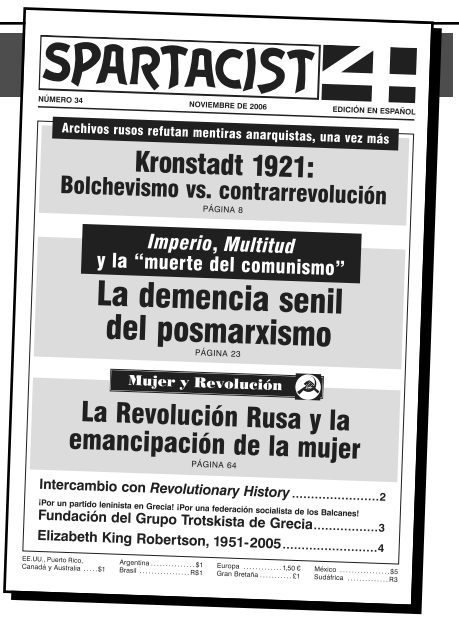 SPARTACIST
NÚMERO 34 NOVIEMBRE DE 2006 EDICIÓN EN ESPAÑOL
Archivos rusos refutan mentiras anarquistas, una vez más
Kronstadt 1921:
Bolchevismo vs. contrarrevolución
PÁGINA 8
Imperio, Multitud
y la “muerte del comunismo”
La demencia senil
del posmarxismo
PÁGINA 23
Mujer y Revolución
La Revolución Rusa y la
emancipación de la mujer
PÁGINA 64
Intercambio con Revolutionary History ......................2
¡Por un partido leninista en Grecia! ¡Por una federación socialista de los Balcanes!
Fundación del Grupo Trotskista de Grecia................3
Elizabeth King Robertson, 1951-2005........................4
EE.UU., Puerto Rico, Argentina...............$1 Europa .............1,50 € México ...............$5
Canadá y Australia .....$1 Brasil .................R$1 Gran Bretaña...........£1 Sudáfrica ..............R3